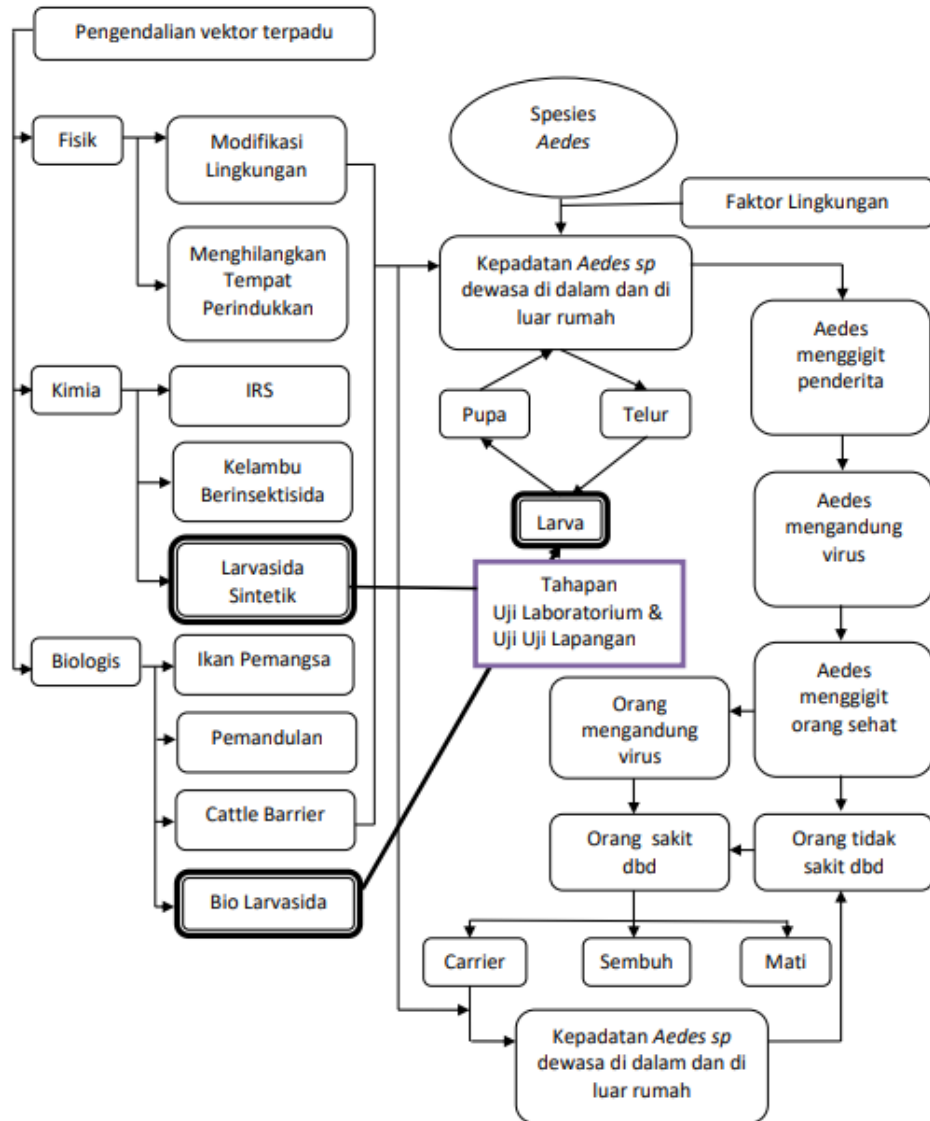 Pengendalian vektor terpadu
Fisik
Modifikasi
Lingkungan
Menghilangkan
Tempat
Perindukkan
Kimia
IRS
Kelambu
Berinsektisida
Larvasida
Sintetik
Biologis
Ikan Pemangsa
Pemandulan
Cattle Barrier
Bio Larvasida
Spesies
Aedes
Faktor Lingkungan
Kepadatan Aedes sp
dewasa di dalam dan di
luar rumah
Pupa
Telur
Larva
Tahapan
Uji Laboratorium &
Uji Uji Lapangan
Aedes
menggigit
penderita
Aedes
mengandung
virus
Aedes
menggigit
orang sehat
Orang
mengandung
virus
Orang sakit
dbd
Orang tidak
sakit dbd
Carrier
Sembuh
Mati
Kepadatan Aedes sp
dewasa di dalam dan di
luar rumah